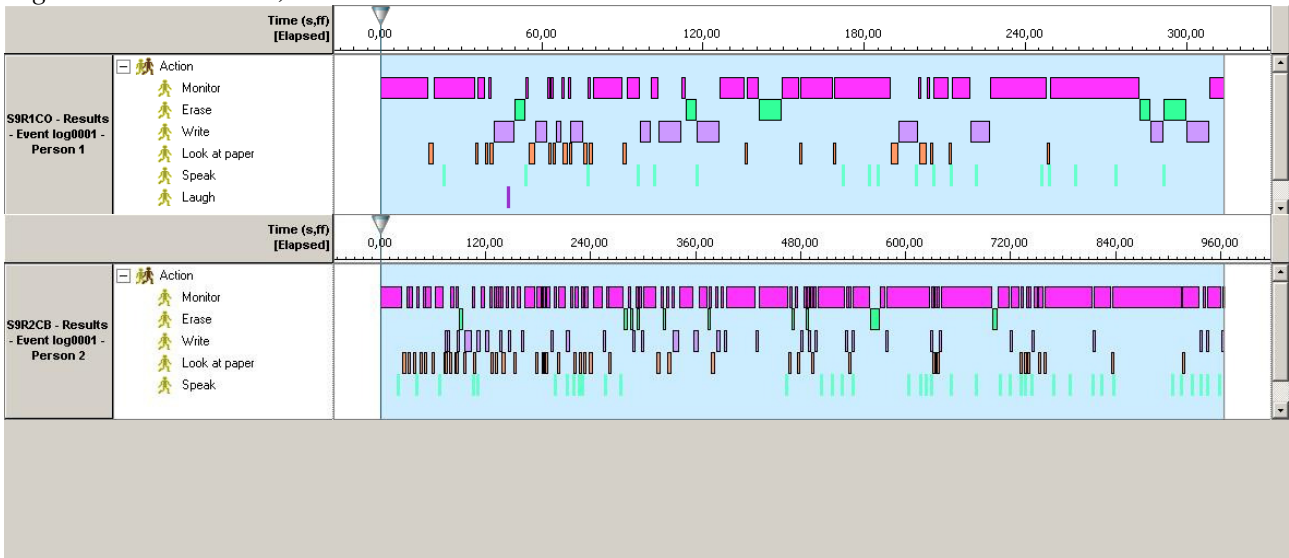 Time (s,ff)
[Elapsed]
0,00 60,00 120,00 180,00 240,00 300,00
S9R1CO - Results
- Event log0001 -
Person 1
Action
Monitor
Erase
Write
Look at paper
Speak
Laugh
Time (s,ff)
[Elapsed]
0,00 120,00 240,00 360,00 480,00 600,00 720,00 840,00 960,00
S9R2CB - Results
- Event log0001 -
Person 2
Action
Monitor
Erase
Write
Look at paper
Speak